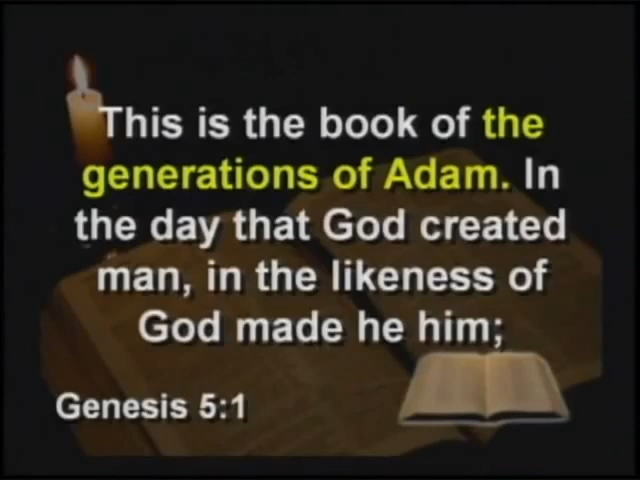 This is the book of the
generations of Adam. In
the day that God created
man, in the likeness of
God made he him;
Genesis 5:1